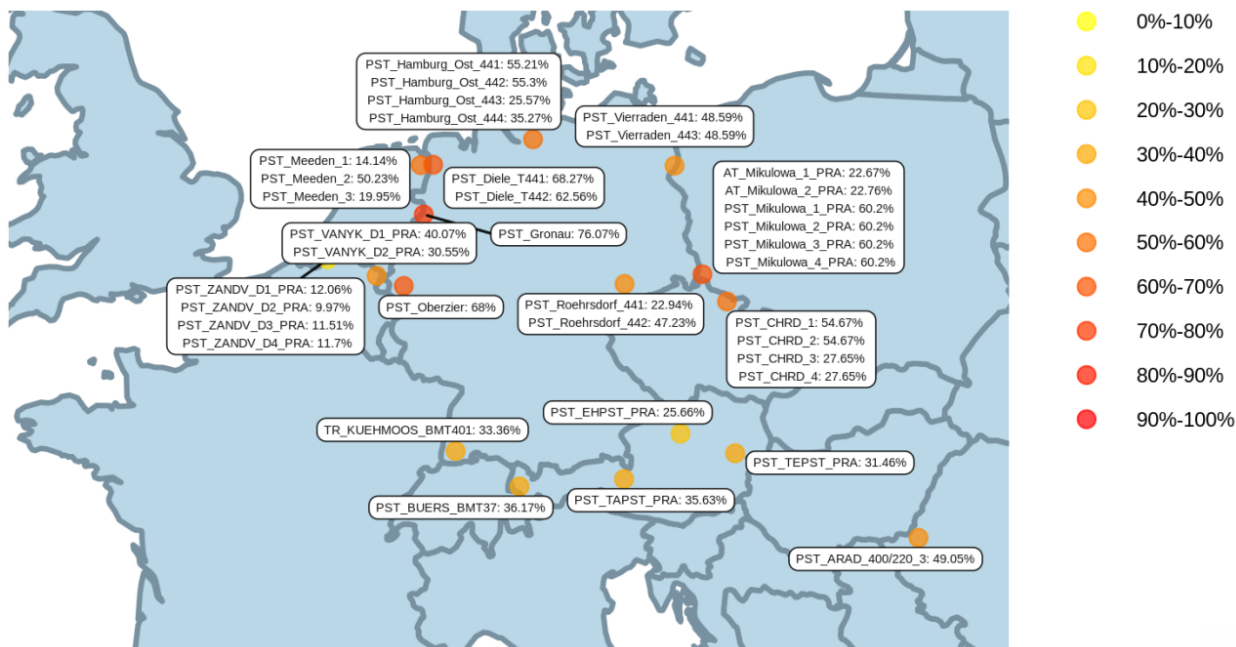 PST_Hamburg_Ost_441: 55.21%
PST_Hamburg_Ost_442: 55.3%
PST_Hamburg_Ost_443: 25.57%
PST_Hamburg_Ost_444: 35.27%
PST_Vierraden_441: 48.59%
PST_Vierraden_443: 48.59%
PST_Meeden_1: 14.14%
PST_Meeden_2: 50.23%
PST_Meeden_3: 19.95%
PST_Diele_T441: 68.27%
PST_Diele_T442: 62.56%
AT_Mikulowa_1_PRA: 22.67%
AT_Mikulowa_2_PRA: 22.76%
PST_Mikulowa_1_PRA: 60.2%
PST_Mikulowa_2_PRA: 60.2%
PST_Mikulowa_3_PRA: 60.2%
PST_Mikulowa_4_PRA: 60.2%
PST_VANYK_D1_PRA: 40.07%
PST_VANYK_D2_PRA: 30.55%
PST_Gronau: 76.07%
PST_ZANDV_D1_PRA: 12.06%
PST_ZANDV_D2_PRA: 9.97%
PST_ZANDV_D3_PRA: 11.51%
PST_ZANDV_D4_PRA: 11.7%
PST_Oberzier: 68%
PST_Roehrsdorf_441: 22.94%
PST_Roehrsdorf_442: 47.23%
PST_CHRD_1: 54.67%
PST_CHRD_2: 54.67%
PST_CHRD_3: 27.65%
PST_CHRD_4: 27.65%
PST_EHPST_PRA: 25.66%
TR_KUEHMOOS_BMT401: 33.36%
PST_TEPST_PRA: 31.46%
PST_TAPST_PRA: 35.63%
PST_BUERS_BMT37: 36.17%
PST_ARAD_400/220_3: 49.05%
0%-10%
10%-20%
20%-30%
30%-40%
40%-50%
50%-60%
60%-70%
70%-80%
80%-90%
90%-100%